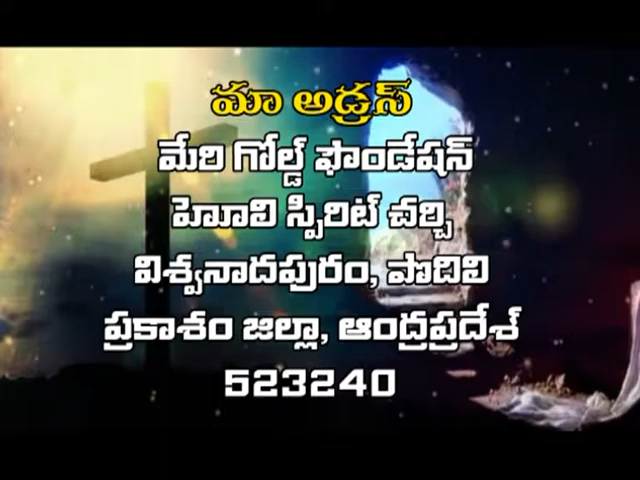 మా అడ్రస్
మేరి గోల్డ్ ఫౌండేషన్
హెూలి స్పిరిట్ చర్చి
విశ్వనాదపురం, పొదిలి
ప్రకాశం జిల్లా, ఆంద్రప్రదేశ్
523240